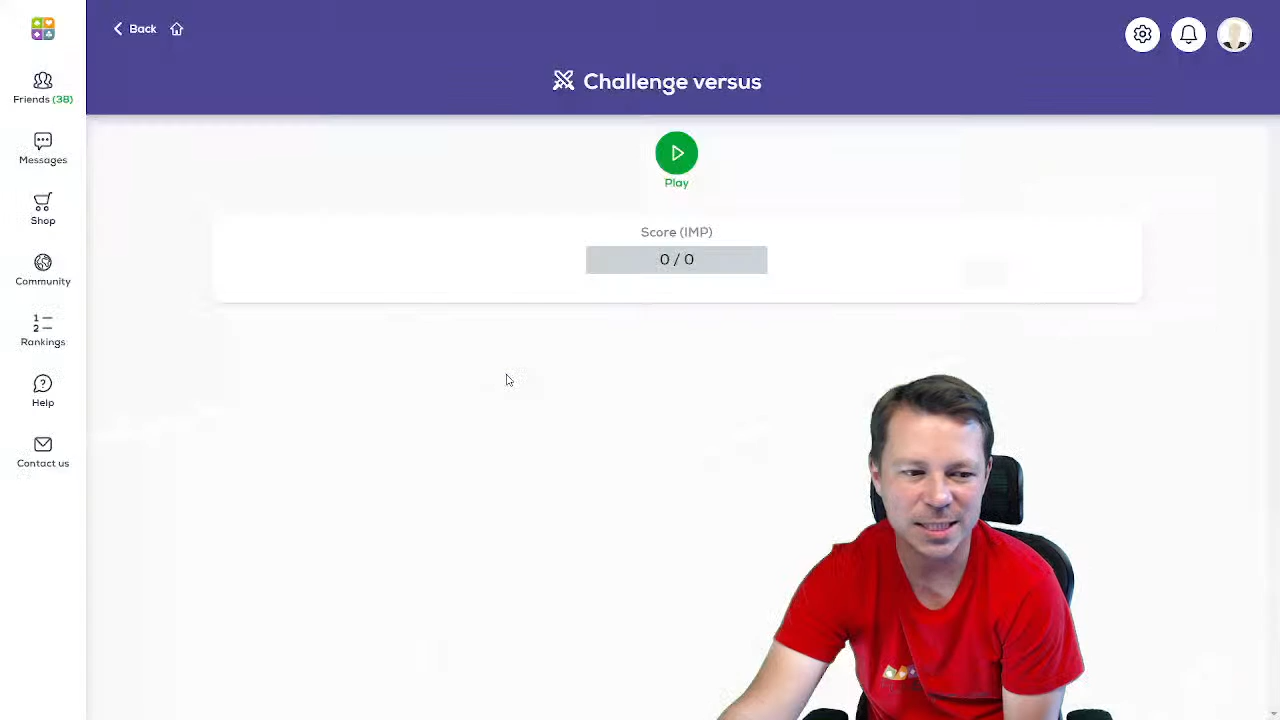 Back
Challenge versus
Friends (38)
Messages
Shop
Community
1
2
Rankings
Help
Contact us
Play
Score (IMP)
0 / 0